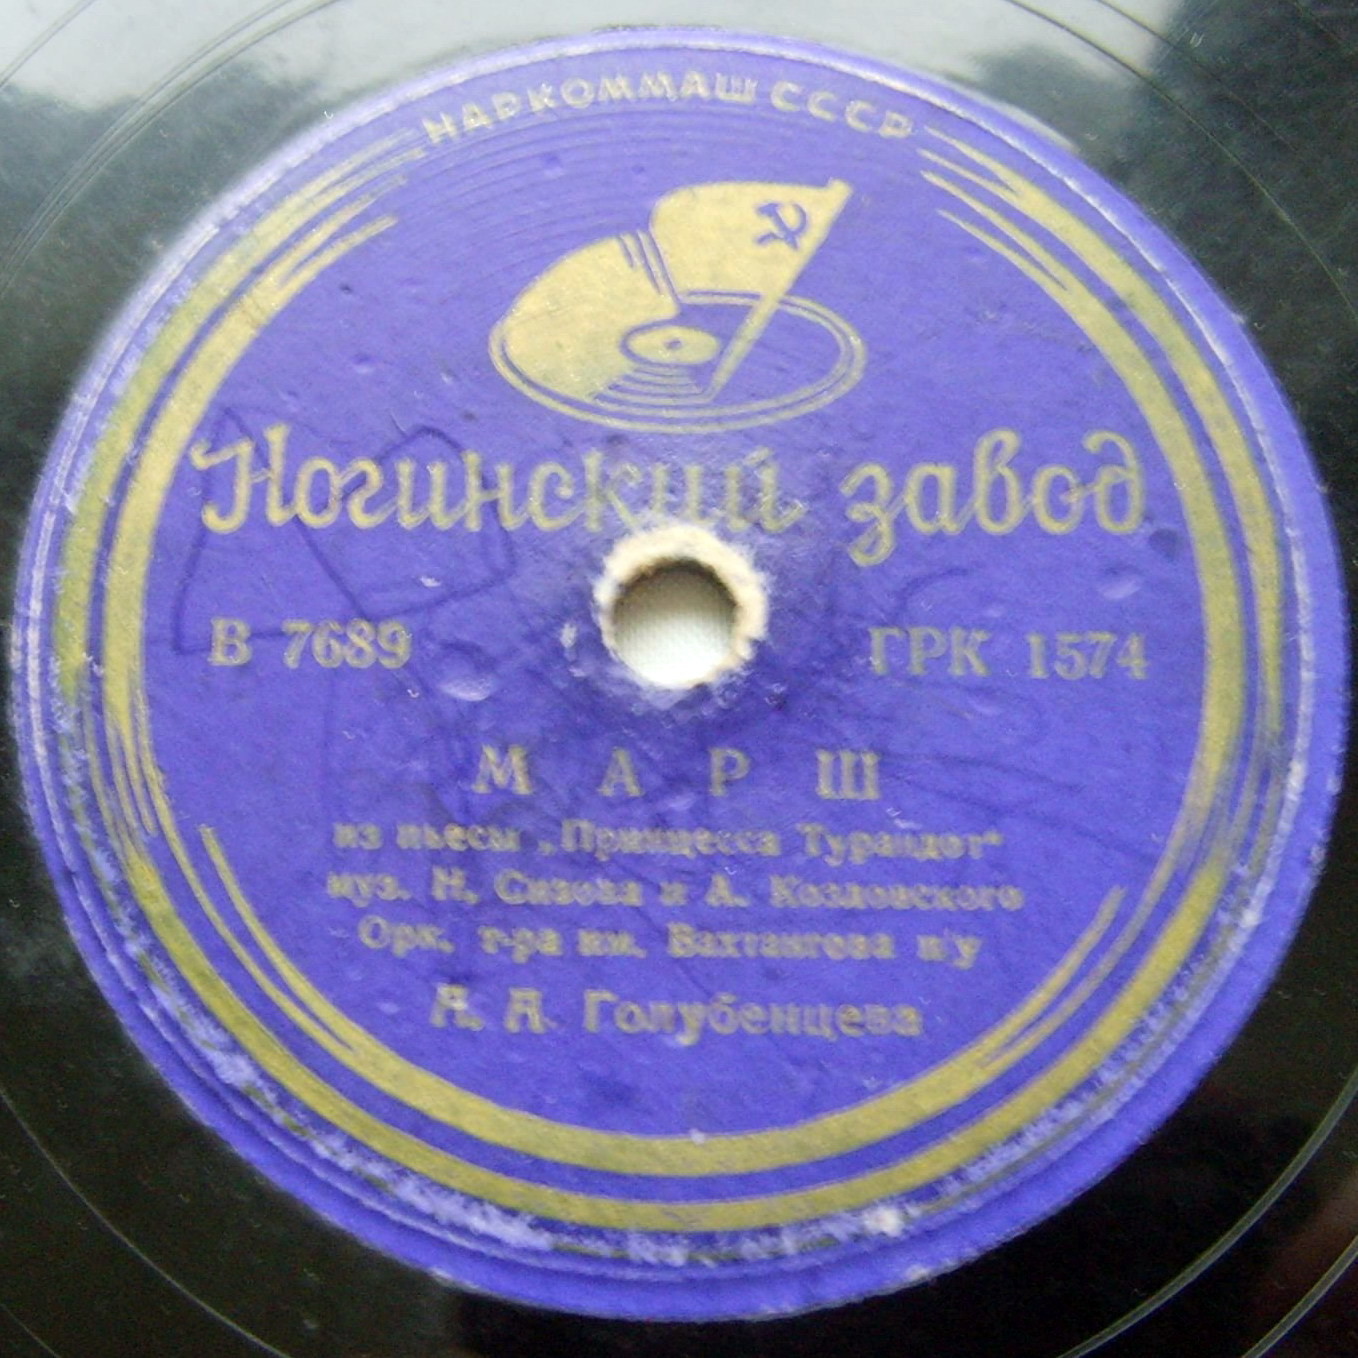 НАРКОММАШ СССР
Ногинский завод
В 7689
ГРК 1574
МАРШ
из пьесы „Принцесса Турандот“
муз. Н. Сизова и А. Козловского
Орк. т-ра им. Вахтангова п/у
А. А. Голубенцева